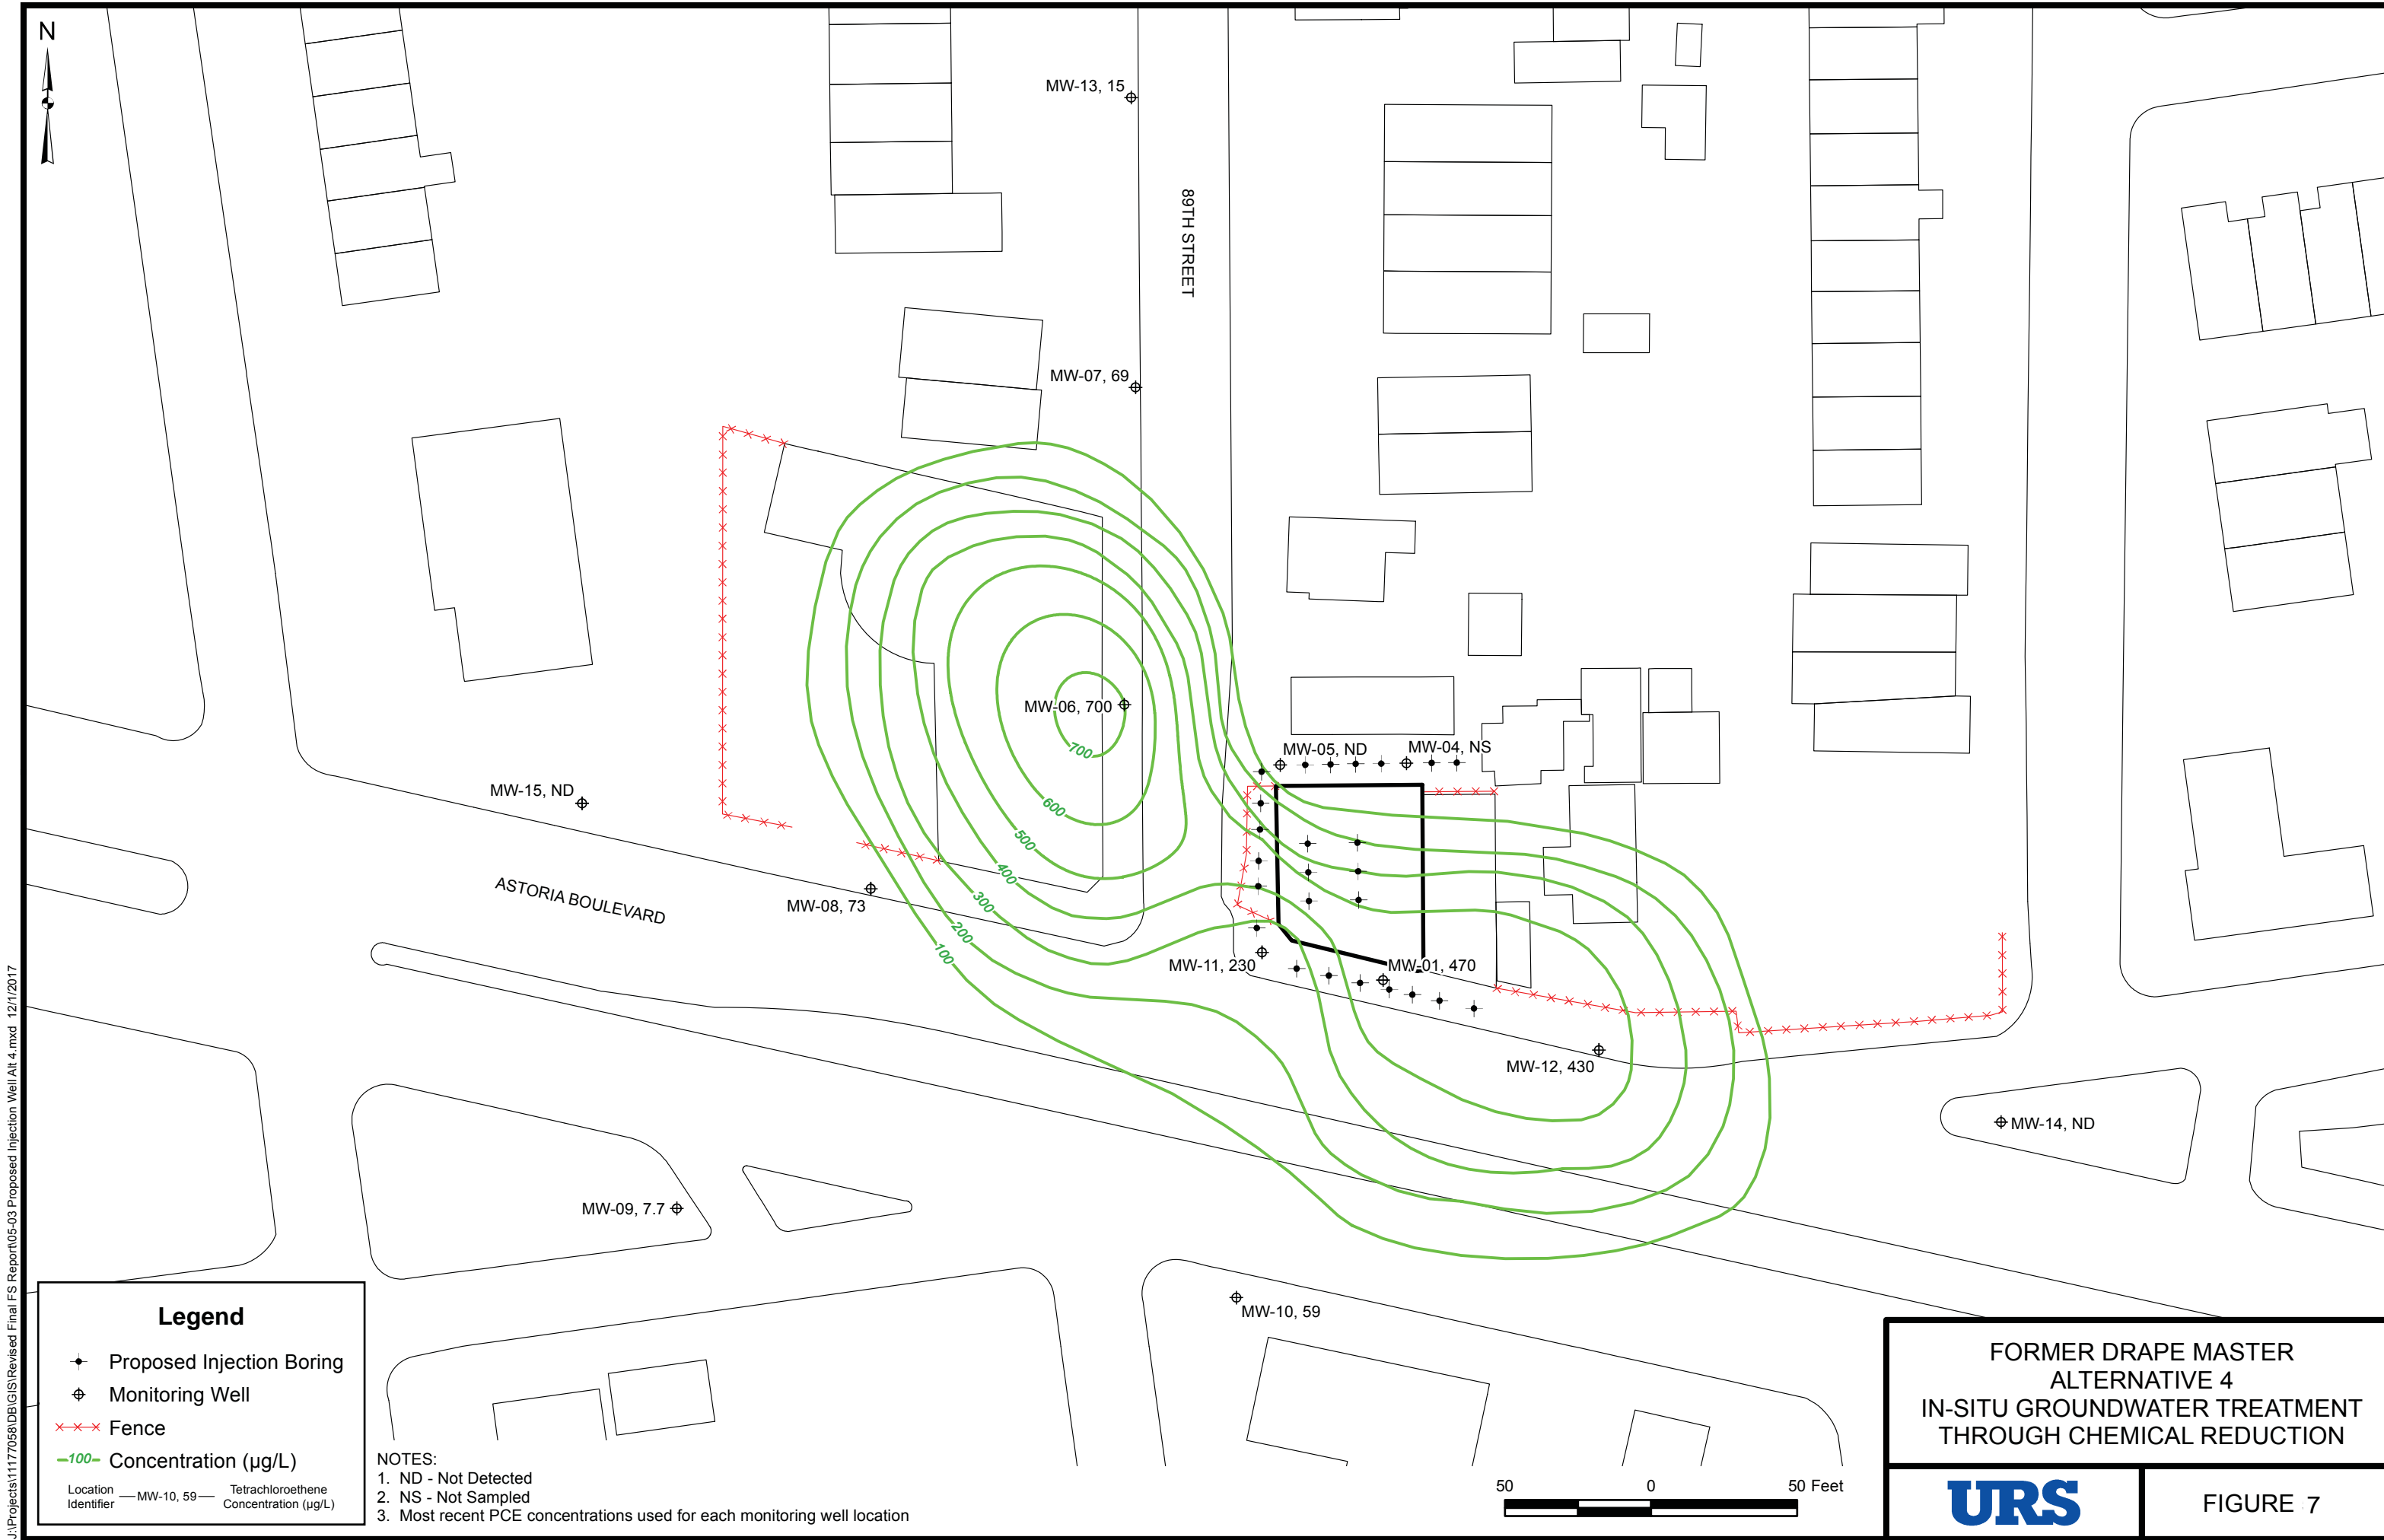 N
MW-13, 15
89TH STREET
MW-07, 69
MW-06, 700
700
600
500
400
300
200
100
MW-05, ND
MW-04, NS
MW-15, ND
MW-08, 73
ASTORIA BOULEVARD
MW-11, 230
MW-01, 470
MW-12, 430
MW-14, ND
MW-09, 7.7
MW-10, 59
Legend
Proposed Injection Boring
Monitoring Well
Fence
100 Concentration (µg/L)
Location Identifier MW-10, 59 Tetrachloroethene Concentration (µg/L)
NOTES:
1. ND - Not Detected
2. NS - Not Sampled
3. Most recent PCE concentrations used for each monitoring well location
50 0 50 Feet
FORMER DRAPE MASTER
ALTERNATIVE 4
IN-SITU GROUNDWATER TREATMENT
THROUGH CHEMICAL REDUCTION
URS
FIGURE 7
J:\Projects\11177058\DB\GIS\Revised Final FS Report\05-03 Proposed Injection Well Alt 4.mxd 12/1/2017